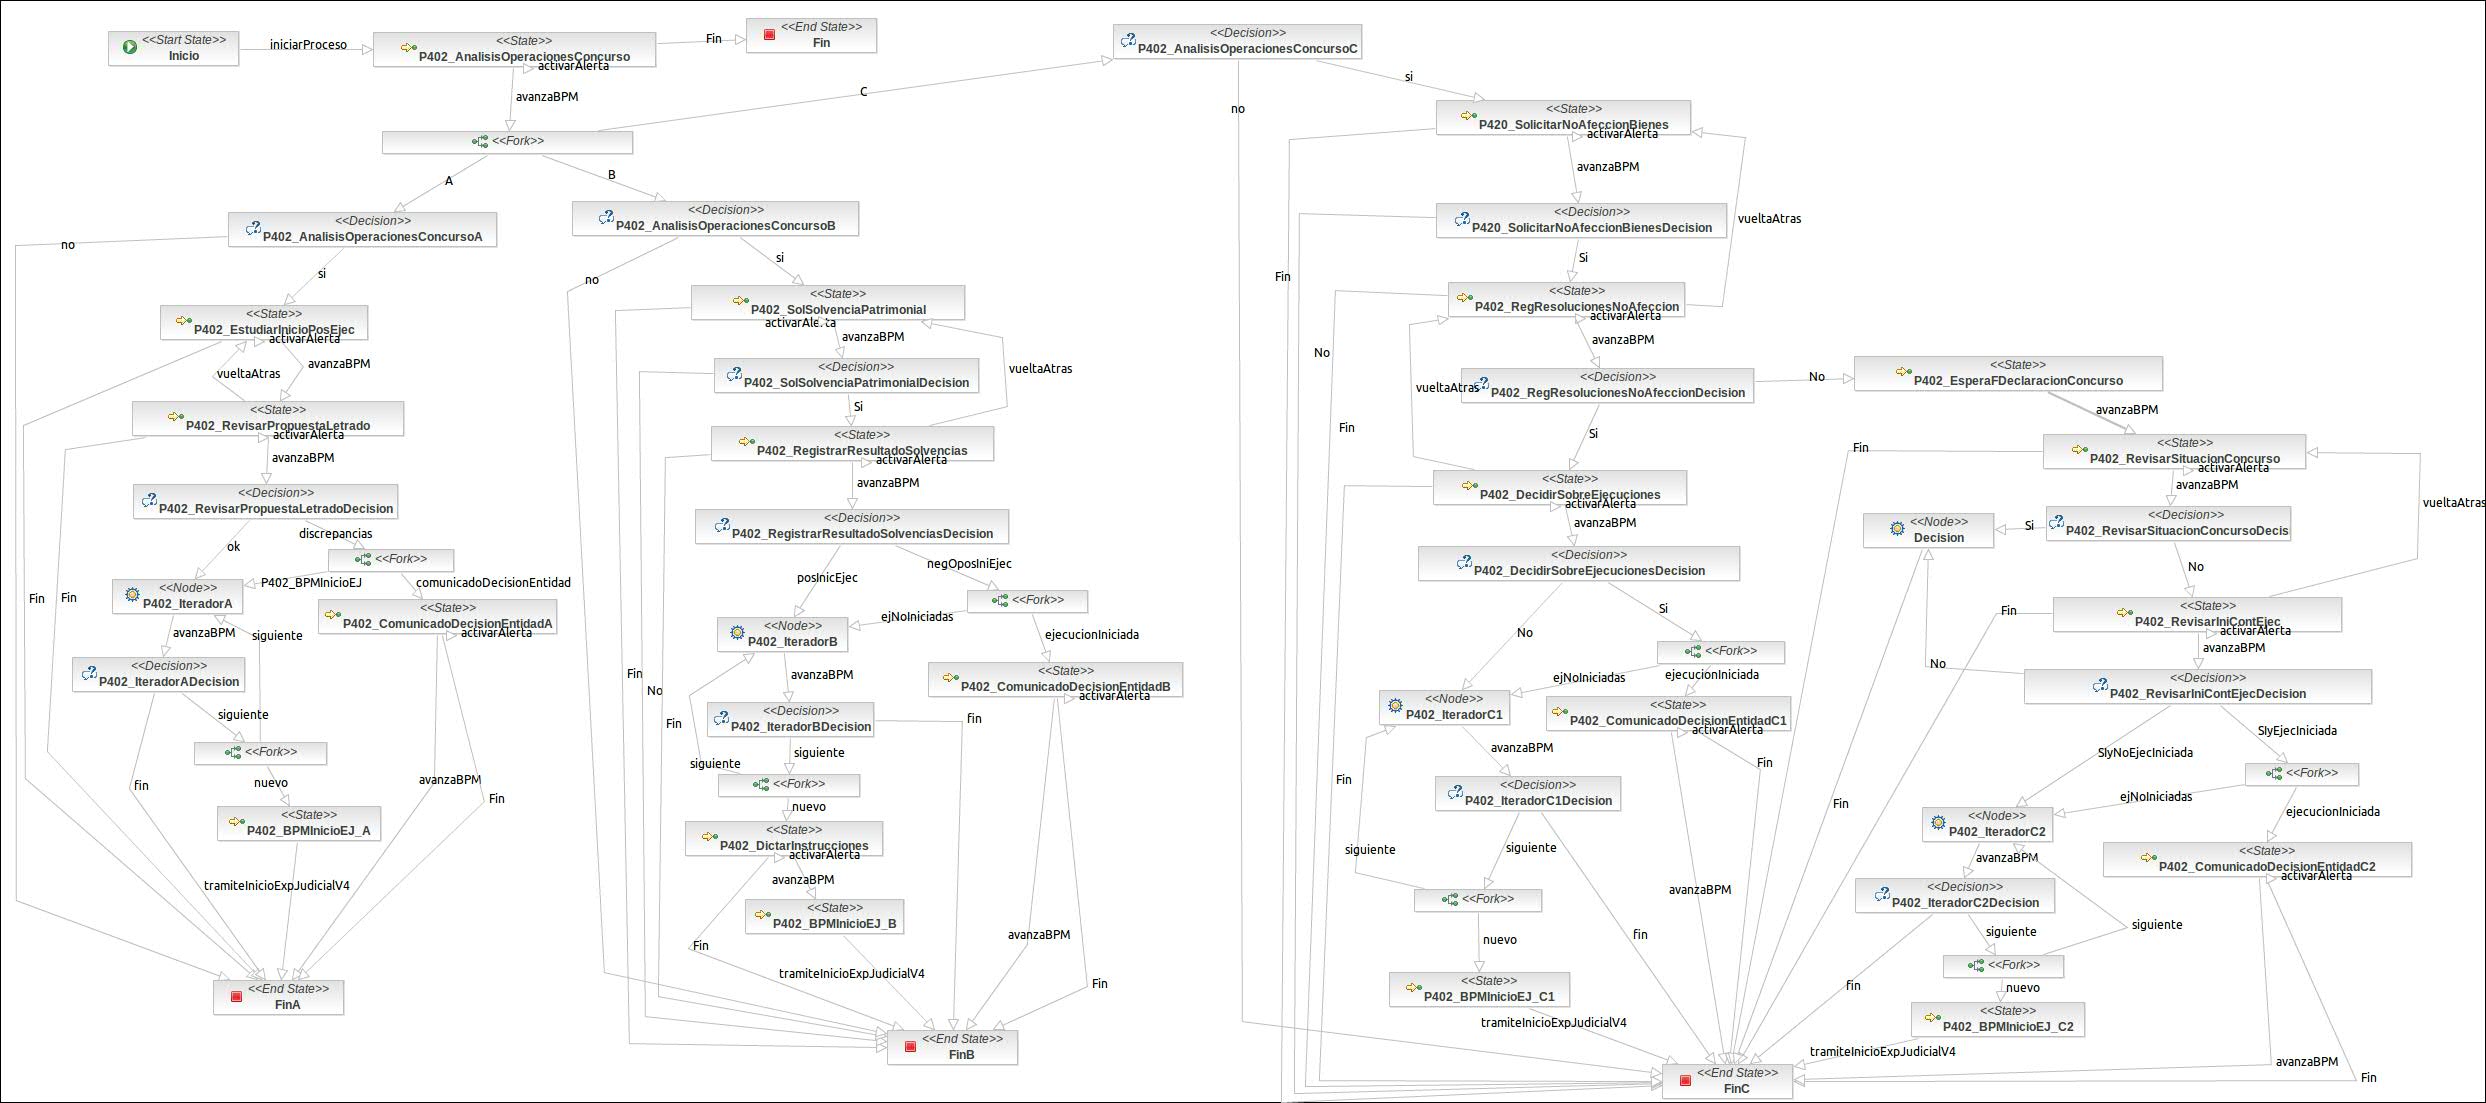 <<Start State>>
Inicio
iniciarProceso
<<State>>
P402_AnalisisOperacionesConcurso
activarAlerta
Fin
<<End State>>
Fin
avanzaBPM
<<Fork>>
A
B
C
<<Decision>>
P402_AnalisisOperacionesConcursoA
no
si
<<State>>
P402_EstudiarInicioPosEjec
activarAlerta
vueltaAtras
avanzaBPM
<<State>>
P402_RevisarPropuestaLetrado
activarAlerta
avanzaBPM
<<Decision>>
P402_RevisarPropuestaLetradoDecision
ok
discrepancias
<<Fork>>
P402_BPMInicioEJ
comunicadoDecisionEntidad
<<Node>>
P402_IteradorA
<<State>>
P402_ComunicadoDecisionEntidadA
activarAlerta
Fin
Fin
avanzaBPM
siguiente
<<Decision>>
P402_IteradorADecision
siguiente
<<Fork>>
fin
nuevo
avanzaBPM
Fin
<<State>>
P402_BPMInicioEJ_A
tramiteInicioExpJudicialV4
<<End State>>
FinA
<<Decision>>
P402_AnalisisOperacionesConcursoB
no
si
<<State>>
P402_SolSolvenciaPatrimonial
avanzaBPM
vueltaAtras
<<Decision>>
P402_SolSolvenciaPatrimonialDecision
Si
<<State>>
P402_RegistrarResultadoSolvencias
activarAlerta
avanzaBPM
<<Decision>>
P402_RegistrarResultadoSolvenciasDecision
posInicEjec
negOposIniEjec
<<Fork>>
ejNoIniciadas
ejecucionIniciada
<<Node>>
P402_IteradorB
<<State>>
P402_ComunicadoDecisionEntidadB
activarAlerta
Fin
No
Fin
avanzaBPM
<<Decision>>
P402_IteradorBDecision
fin
siguiente
siguiente
<<Fork>>
nuevo
<<State>>
P402_DictarInstrucciones
activarAlerta
avanzaBPM
<<State>>
P402_BPMInicioEJ_B
Fin
avanzaBPM
tramiteInicioExpJudicialV4
Fin
<<End State>>
FinB
<<Decision>>
P402_AnalisisOperacionesConcursoC
no
si
<<State>>
P420_SolicitarNoAfeccionBienes
activarAlerta
avanzaBPM
<<Decision>>
P420_SolicitarNoAfeccionBienesDecision
vueltaAtras
Si
Fin
<<State>>
P402_RegResolucionesNoAfeccion
activarAlerta
avanzaBPM
No
<<Decision>>
P402_RegResolucionesNoAfeccionDecision
vueltaAtras
No
<<State>>
P402_EsperaFDeclaracionConcurso
avanzaBPM
Fin
Si
<<State>>
P402_DecidirSobreEjecuciones
activarAlerta
avanzaBPM
<<Decision>>
P402_DecidirSobreEjecucionesDecision
No
Si
<<Fork>>
ejNoIniciadas
ejecucionIniciada
<<Node>>
P402_IteradorC1
<<State>>
P402_ComunicadoDecisionEntidadC1
activarAlerta
avanzaBPM
Fin
Fin
<<Decision>>
P402_IteradorC1Decision
siguiente
siguiente
<<Fork>>
avanzaBPM
fin
nuevo
<<State>>
P402_BPMInicioEJ_C1
tramiteInicioExpJudicialV4
<<End State>>
FinC
Fin
<<State>>
P402_RevisarSituacionConcurso
activarAlerta
avanzaBPM
vueltaAtras
<<Node>>
Decision
Si
<<Decision>>
P402_RevisarSituacionConcursoDecis
No
Fin
<<State>>
P402_RevisarIniContEjec
activarAlerta
avanzaBPM
No
<<Decision>>
P402_RevisarIniContEjecDecision
SIyNoEjecIniciada
SIyEjecIniciada
<<Fork>>
ejNoIniciadas
ejecucionIniciada
Fin
<<Node>>
P402_IteradorC2
<<State>>
P402_ComunicadoDecisionEntidadC2
activarAlerta
avanzaBPM
<<Decision>>
P402_IteradorC2Decision
siguiente
siguiente
<<Fork>>
fin
nuevo
<<State>>
P402_BPMInicioEJ_C2
tramiteInicioExpJudicialV4
avanzaBPM
Fin